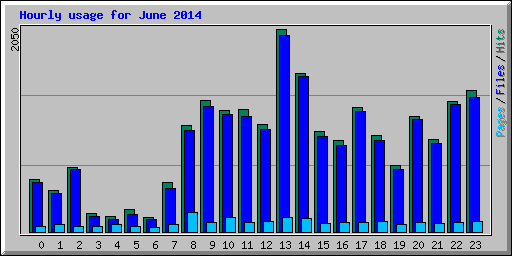 Hourly usage for June 2014
2050
Pages/Files/Hits
0 1 2 3 4 5 6 7 8 9 10 11 12 13 14 15 16 17 18 19 20 21 22 23